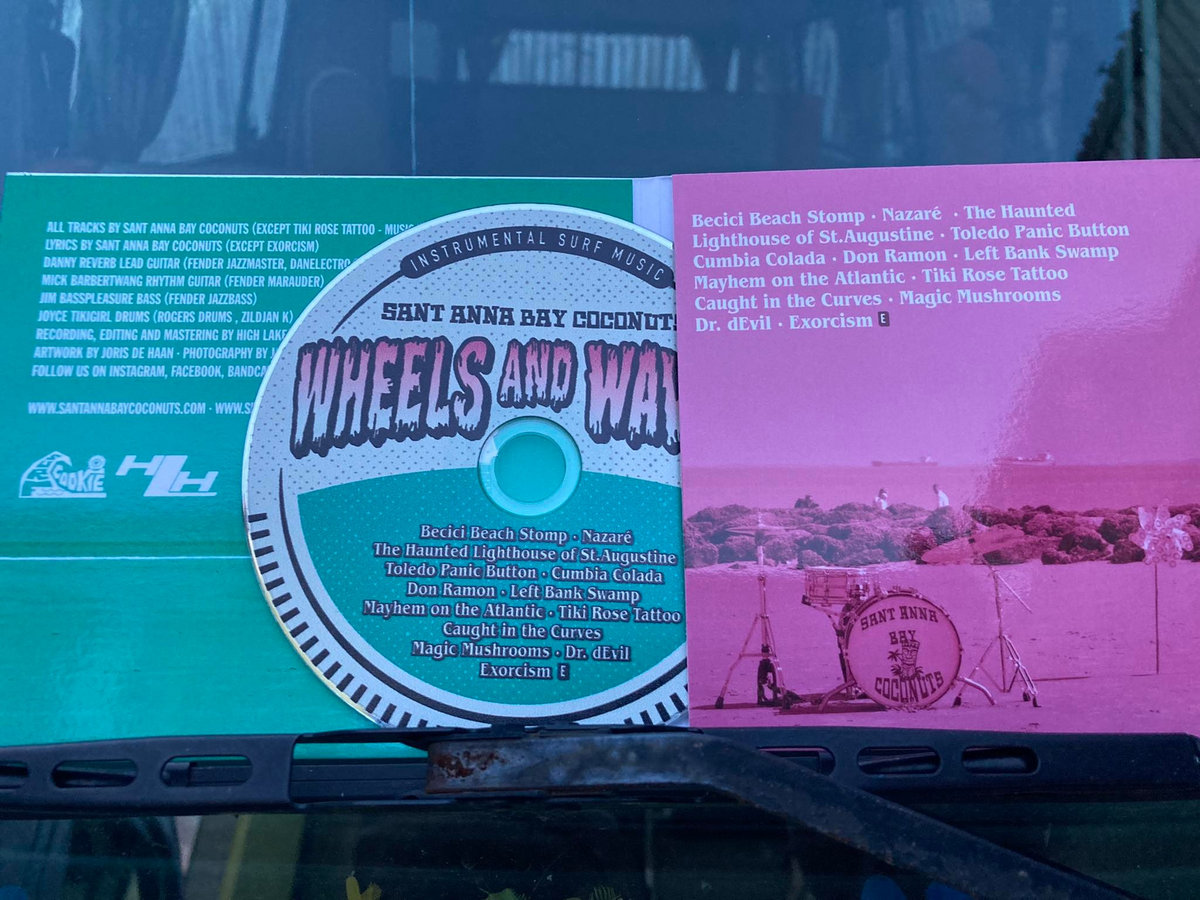 ALL TRACKS BY SANT ANNA BAY COCONUTS (EXCEPT TIKI ROSE TATTOO - MUSIC
LYRICS BY SANT ANNA BAY COCONUTS (EXCEPT EXORCISM)
DANNY REVERB LEAD GUITAR (FENDER JAZZMASTER, DANELECTRO
MICK BARBERTWANG RHYTHM GUITAR (FENDER MARAUDER)
JIM BASSPLEASURE BASS (FENDER JAZZBASS)
JOYCE TIKIGIRL DRUMS (ROGERS DRUMS , ZILDJAN K)
RECORDING, EDITING AND MASTERING BY HIGH LAKE
ARTWORK BY JORIS DE HAAN · PHOTOGRAPHY BY
FOLLOW US ON INSTAGRAM, FACEBOOK,
WWW.SANTANNABAYCOCONUTS.COM ·
COOKIE
HLH
INSTRUMENTAL SURF MUSIC
SANT ANNA BAY COCONUTS
WHEELS AND
Becici Beach Stomp · Nazaré
The Haunted Lighthouse of St.Augustine
Toledo Panic Button · Cumbia Colada
Don Ramon · Left Bank Swamp
Mayhem on the Atlantic · Tiki Rose Tattoo
Caught in the Curves
Magic Mushrooms · Dr. dEvil
Exorcism E
Becici Beach Stomp · Nazaré · The Haunted
Lighthouse of St.Augustine · Toledo Panic Button
Cumbia Colada · Don Ramon · Left Bank Swamp
Mayhem on the Atlantic · Tiki Rose Tattoo
Caught in the Curves · Magic Mushrooms
Dr. dEvil · Exorcism E
SANT ANNA
BAY
COCONUTS